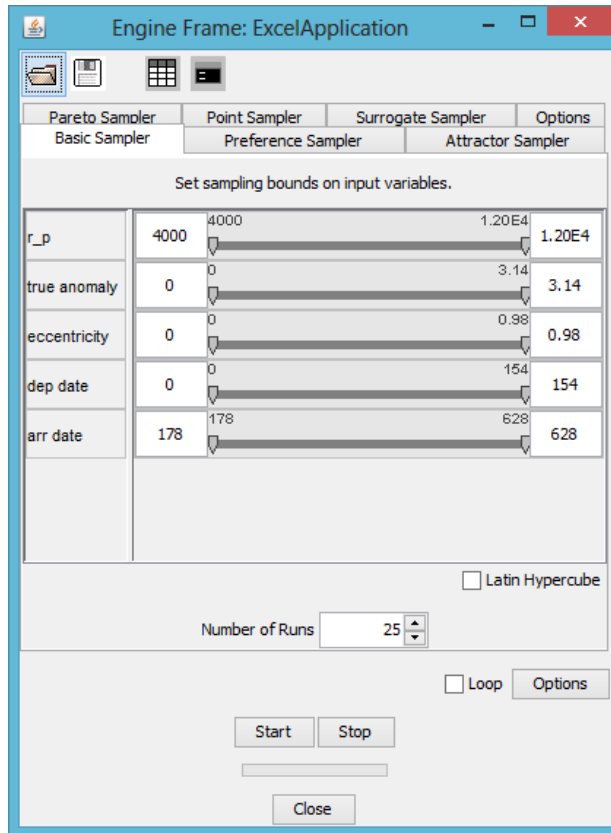 Engine Frame: ExcelApplication
Pareto Sampler Point Sampler Surrogate Sampler Options
Basic Sampler Preference Sampler Attractor Sampler
Set sampling bounds on input variables.
r_p 4000 4000 1.20E4 1.20E4
true anomaly 0 0 3.14 3.14
eccentricity 0 0 0.98 0.98
dep date 0 0 154 154
arr date 178 178 628 628
Latin Hypercube
Number of Runs 25
Loop Options
Start Stop
Close